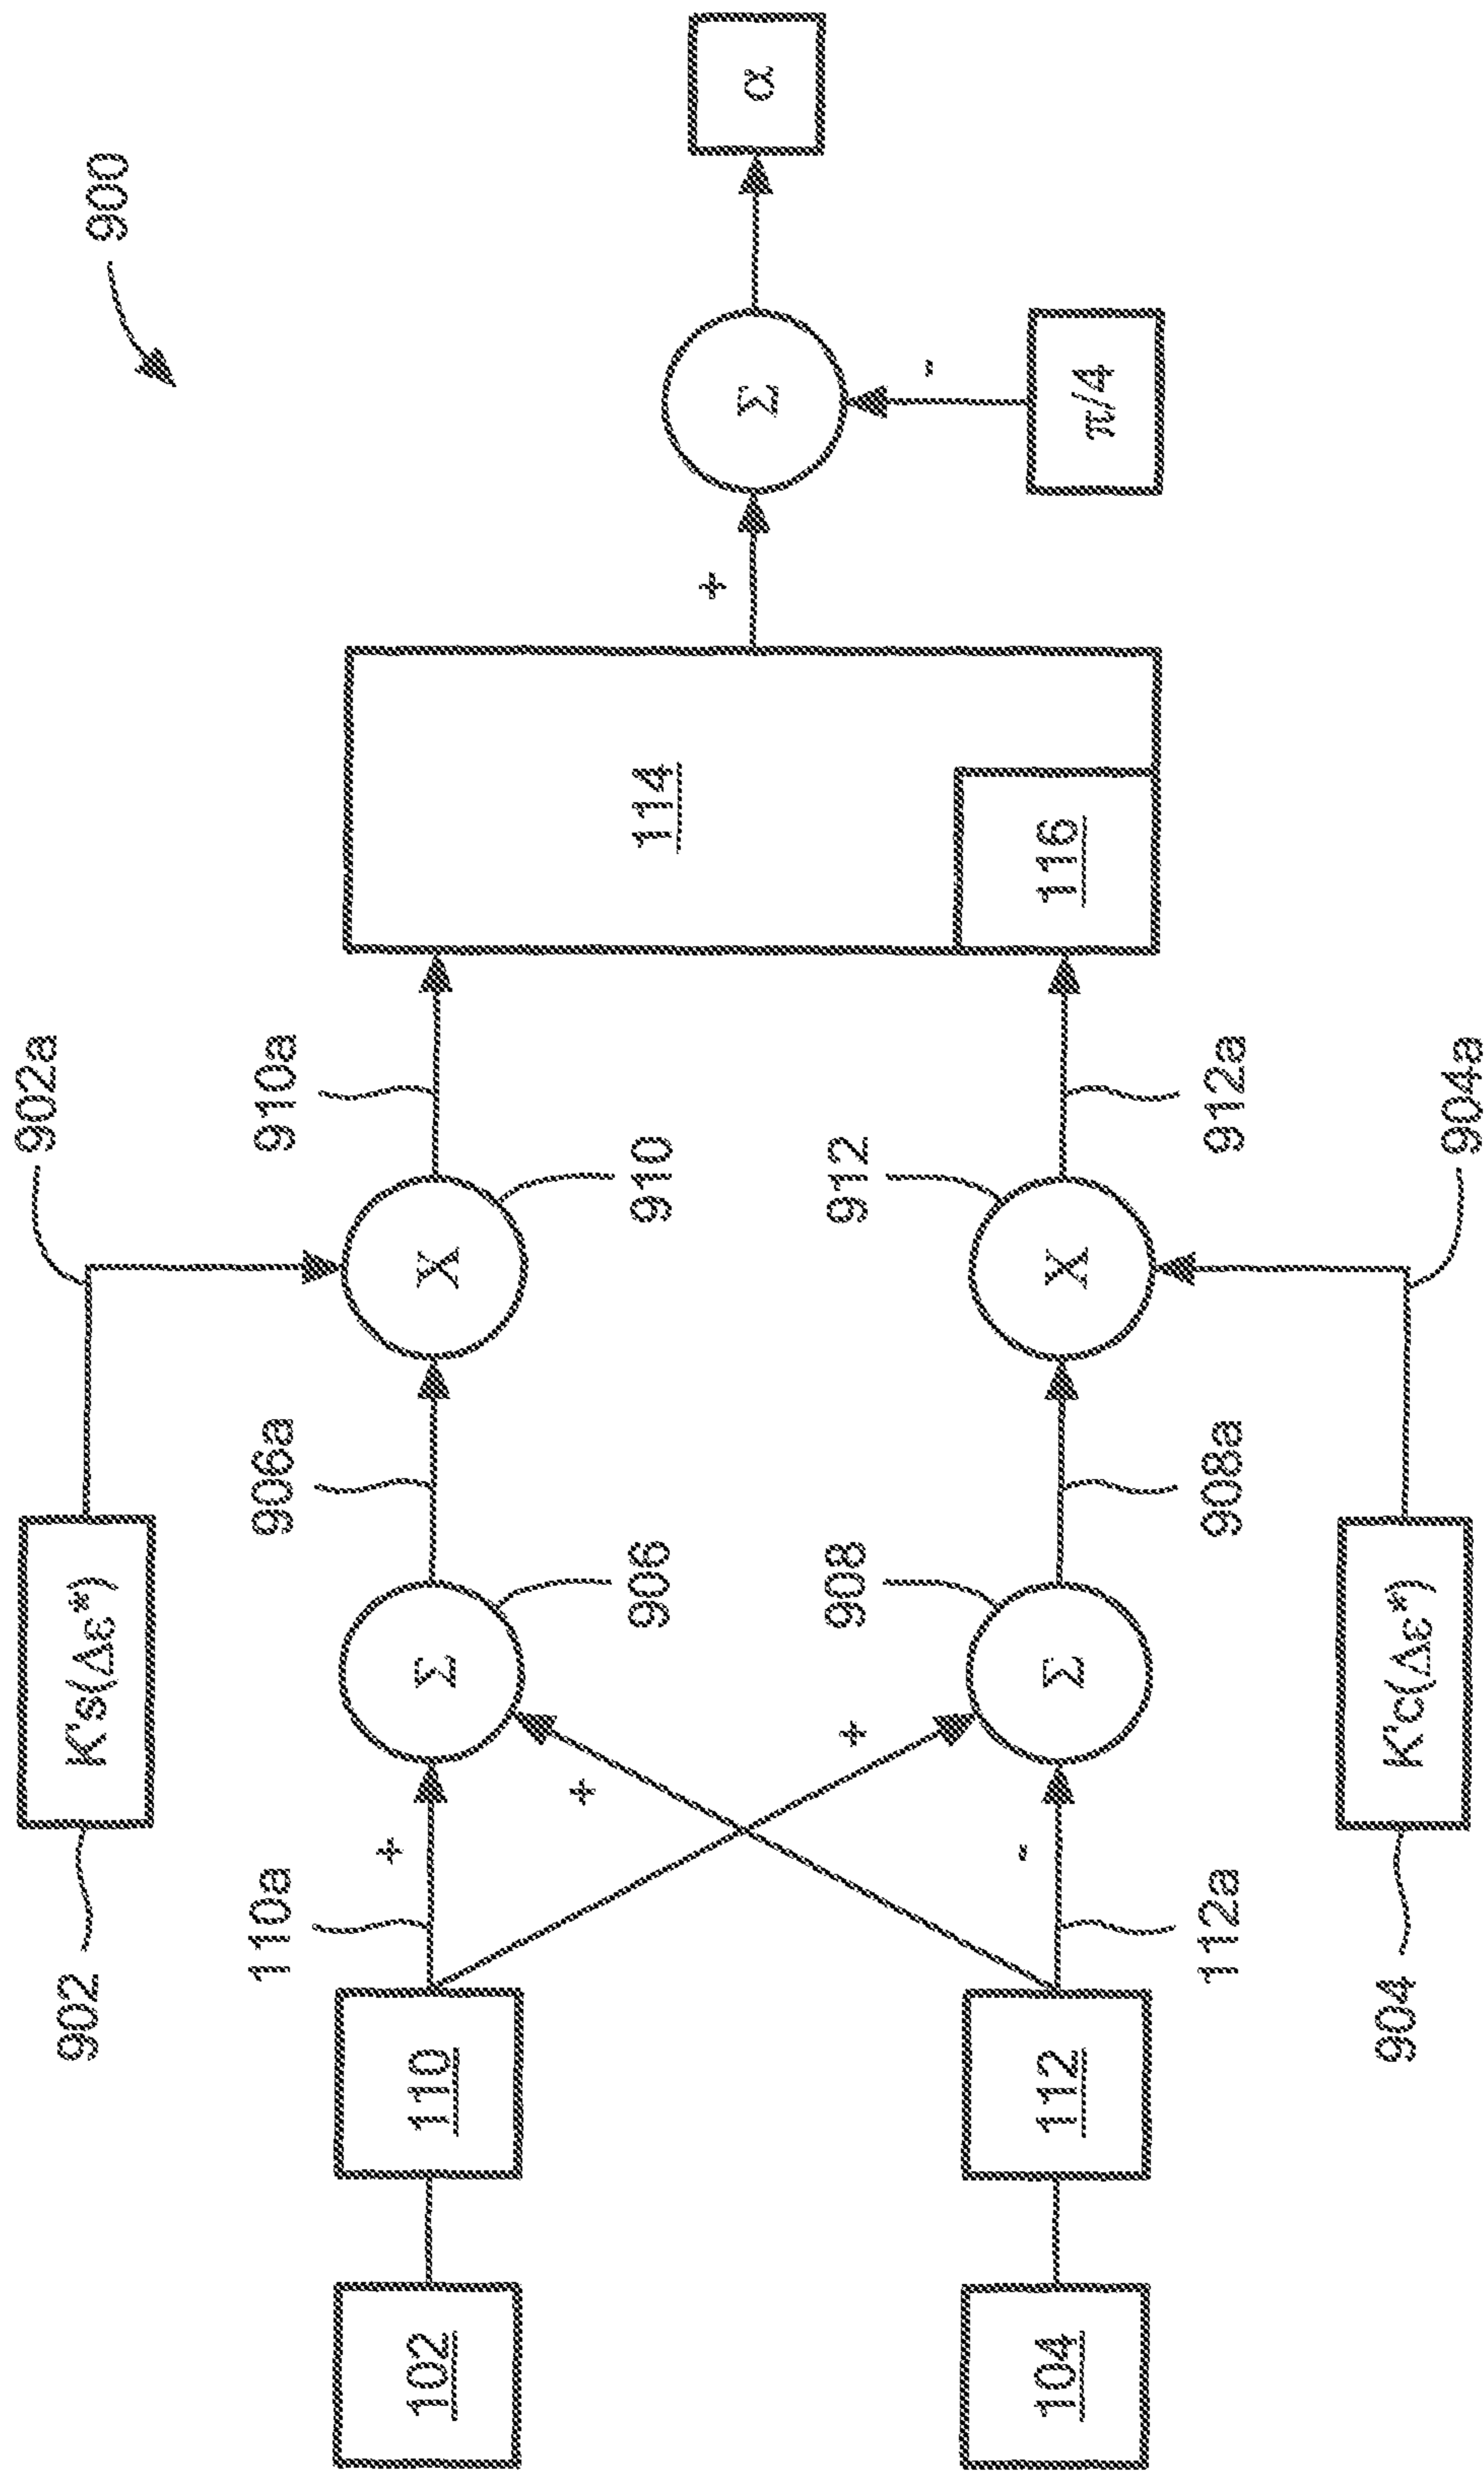 900
902
K's(Δε*)
902a
110a
+
906a
910a
102
110
Σ
906
X
910
114
+
Σ
α
+
+
908
912
-
π/4
104
112
-
Σ
X
116
112a
908a
912a
904
K'c(Δε*)
904a